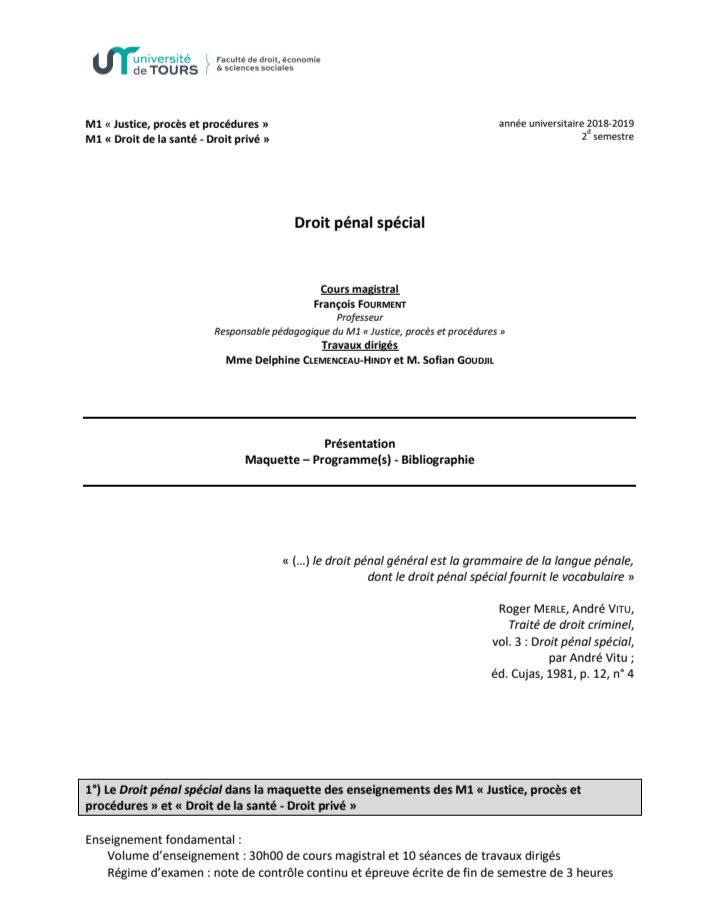 université
de TOURS
Faculté de droit, économie
& sciences sociales
M1 « Justice, procès et procédures »
M1 « Droit de la santé - Droit privé »
année universitaire 2018-2019
2d semestre
Droit pénal spécial
Cours magistral
François FOURMENT
Professeur
Responsable pédagogique du M1 « Justice, procès et procédures »
Travaux dirigés
Mme Delphine CLEMENCEAU-HINDY et M. Sofian GOUDJIL
Présentation
Maquette – Programme(s) - Bibliographie
« (…) le droit pénal général est la grammaire de la langue pénale,
dont le droit pénal spécial fournit le vocabulaire »
Roger MERLE, André VITU,
Traité de droit criminel,
vol. 3 : Droit pénal spécial,
par André Vitu ;
éd. Cujas, 1981, p. 12, n° 4
1°) Le Droit pénal spécial dans la maquette des enseignements des M1 « Justice, procès et
procédures » et « Droit de la santé - Droit privé »
Enseignement fondamental :
Volume d’enseignement : 30h00 de cours magistral et 10 séances de travaux dirigés
Régime d’examen : note de contrôle continu et épreuve écrite de fin de semestre de 3 heures